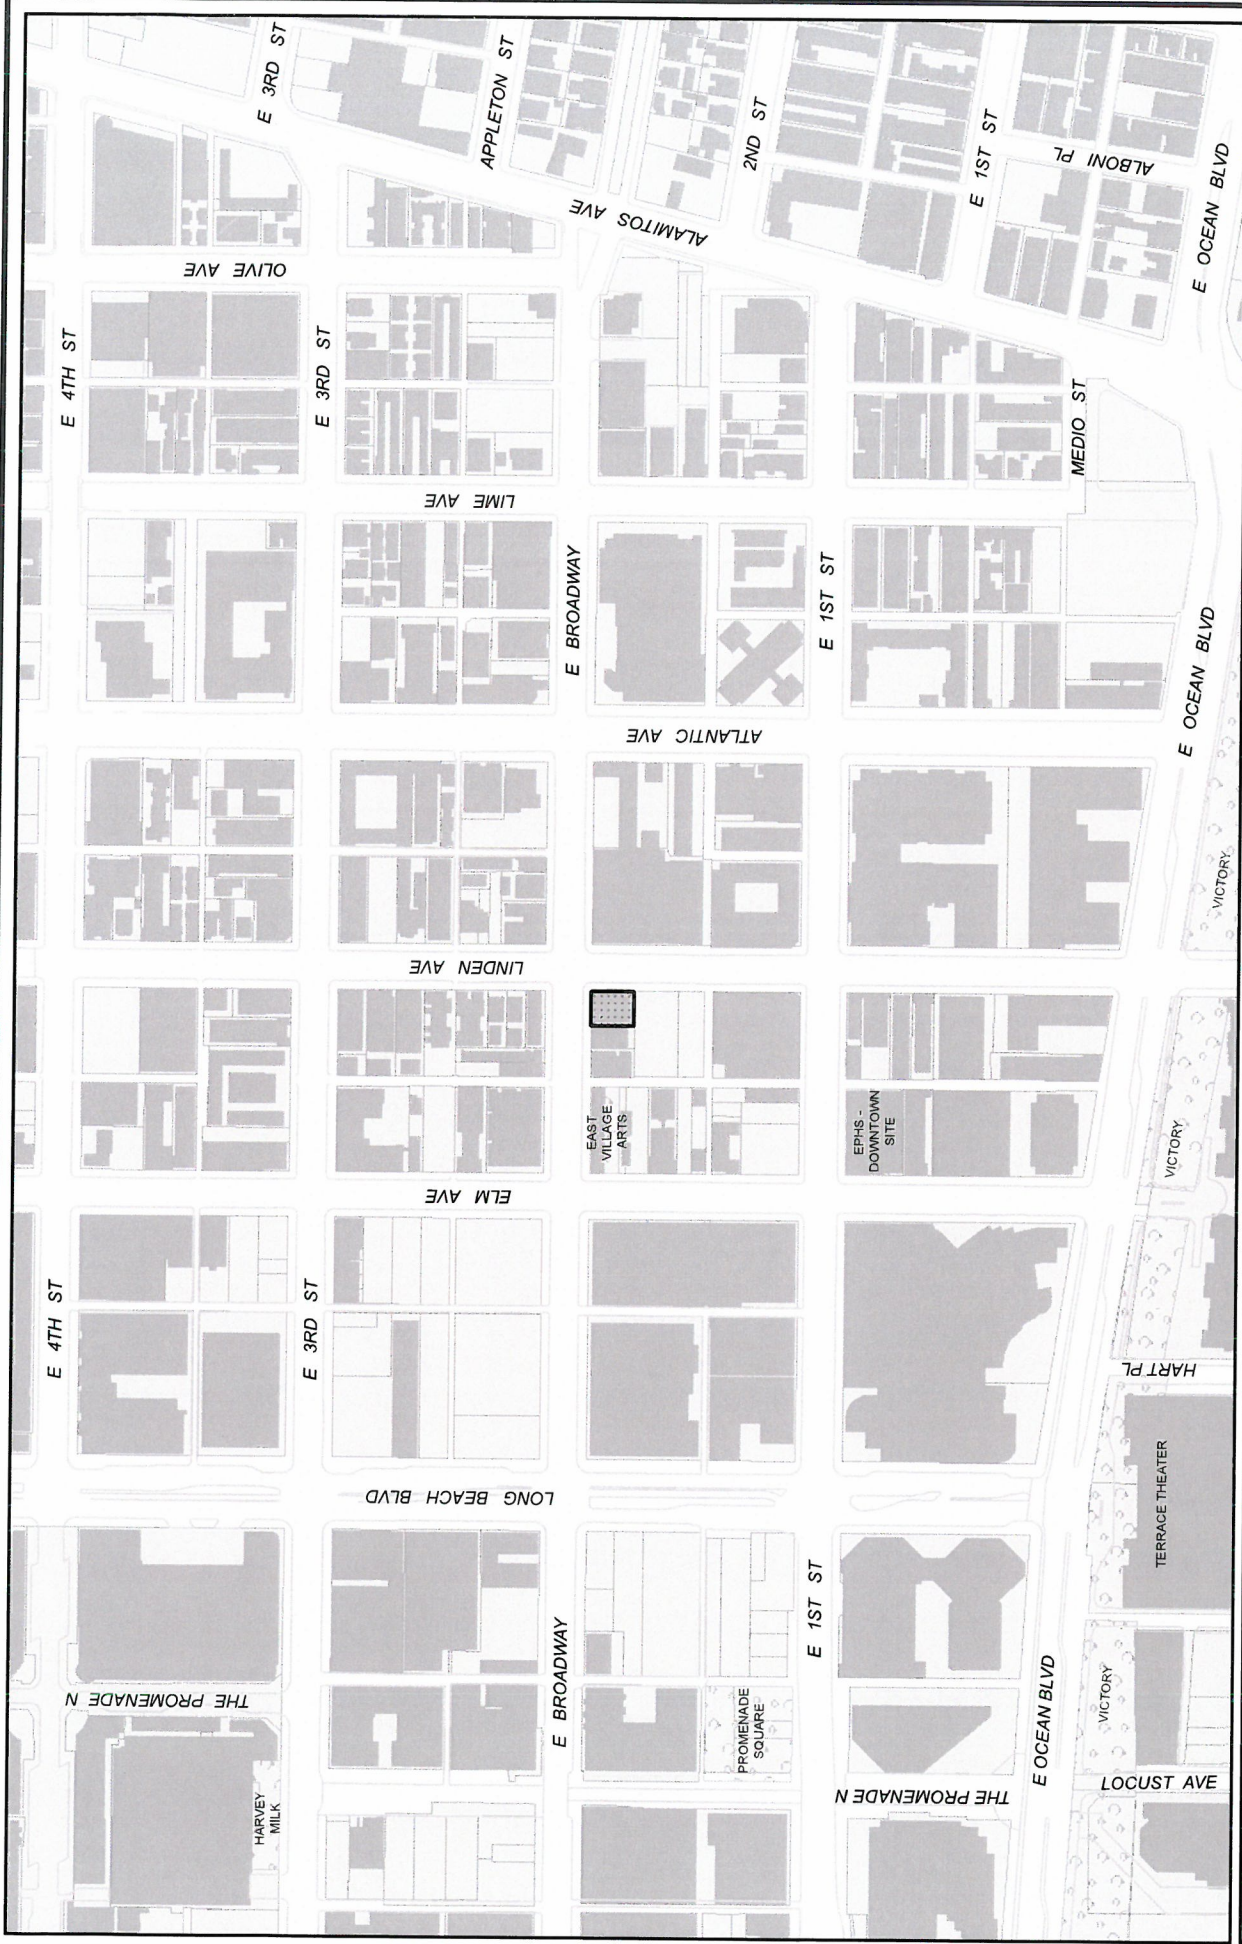 E 3RD ST
APPLETON ST
2ND ST
E 1ST ST
ALBONI PL
E OCEAN BLVD
ALAMITOS AVE
OLIVE AVE
E 4TH ST
E 3RD ST
MEDIO ST
LIME AVE
E BROADWAY
E 1ST ST
E OCEAN BLVD
ATLANTIC AVE
VICTORY
LINDEN AVE
EAST
VILLAGE
ARTS
EPHS -
DOWNTOWN
SITE
VICTORY
ELM AVE
E 4TH ST
E 3RD ST
HART PL
LONG BEACH BLVD
TERRACE THEATER
E 1ST ST
E BROADWAY
THE PROMENADE N
PROMENADE
SQUARE
E OCEAN BLVD
VICTORY
HARVEY
MILK
THE PROMENADE N
LOCUST AVE